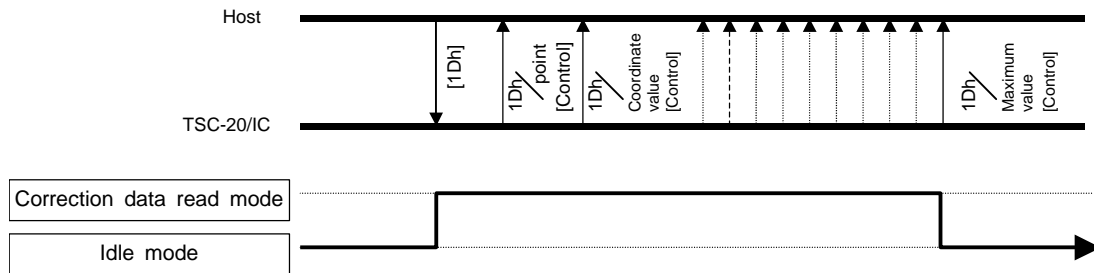 Host
[1Dh]
1Dh
point
[Control]
1Dh
Coordinate
value
[Control]
1Dh
Maximum
value
[Control]
TSC-20/IC
Correction data read mode
Idle mode